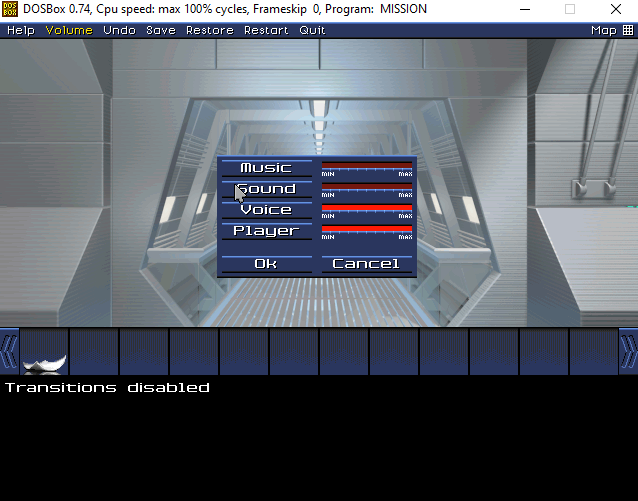 DOSBox 0.74, Cpu speed: max 100% cycles, Frameskip 0, Program: MISSION
Help Volume Undo Save Restore Restart Quit Map
Music
MIN MAX
Sound
MIN MAX
Voice
MIN MAX
Player
MIN MAX
Ok Cancel
Transitions disabled